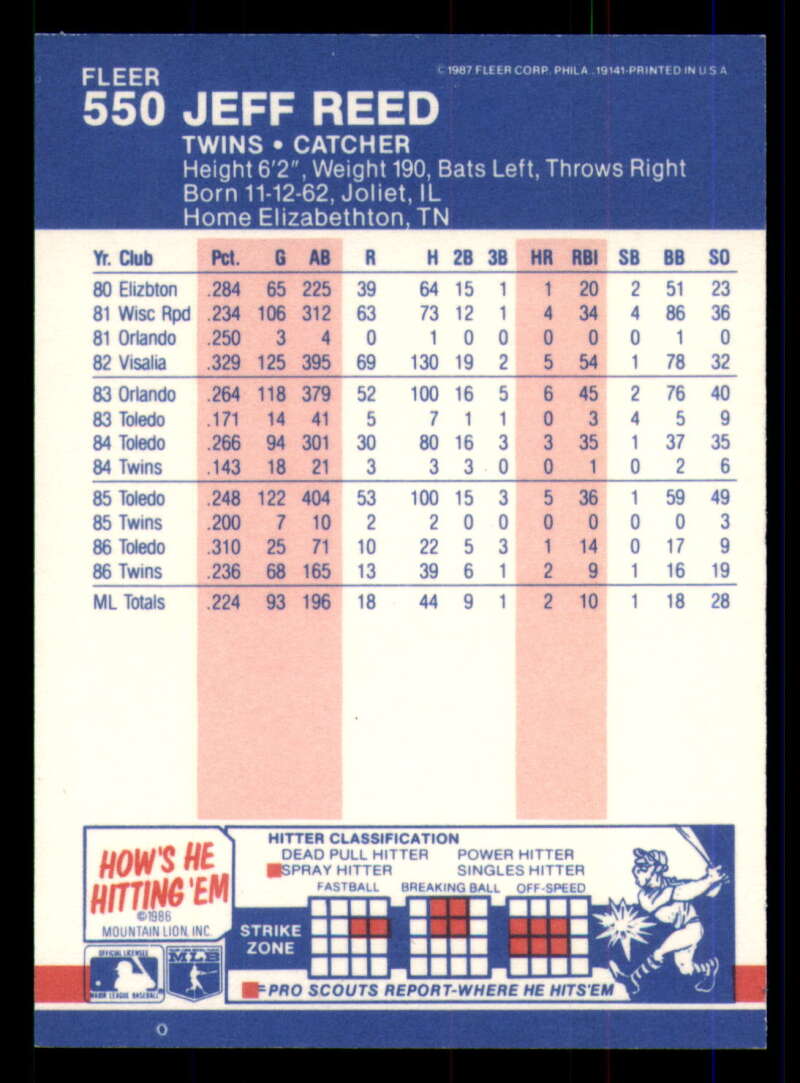 FLEER
©1987 FLEER CORP. PHILA., 19141-PRINTED IN U.S.A.
550 JEFF REED
TWINS • CATCHER
Height 6'2", Weight 190, Bats Left, Throws Right
Born 11-12-62, Joliet, IL
Home Elizabethton, TN
Yr. Club Pct. G AB R H 2B 3B HR RBI SB BB SO
80 Elizbton .284 65 225 39 64 15 1 1 20 2 51 23
81 Wisc Rpd .234 106 312 63 73 12 1 4 34 4 86 36
81 Orlando .250 3 4 0 1 0 0 0 0 0 1 0
82 Visalia .329 125 395 69 130 19 2 5 54 1 78 32
83 Orlando .264 118 379 52 100 16 5 6 45 2 76 40
83 Toledo .171 14 41 5 7 1 1 0 3 4 5 9
84 Toledo .266 94 301 30 80 16 3 3 35 1 37 35
84 Twins .143 18 21 3 3 3 0 0 1 0 2 6
85 Toledo .248 122 404 53 100 15 3 5 36 1 59 49
85 Twins .200 7 10 2 2 0 0 0 0 0 0 3
86 Toledo .310 25 71 10 22 5 3 1 14 0 17 9
86 Twins .236 68 165 13 39 6 1 2 9 1 16 19
ML Totals .224 93 196 18 44 9 1 2 10 1 18 28
HOW'S HE
HITTING 'EM
©1986
MOUNTAIN LION, INC.
HITTER CLASSIFICATION
DEAD PULL HITTER POWER HITTER
SPRAY HITTER SINGLES HITTER
FASTBALL BREAKING BALL OFF-SPEED
STRIKE
ZONE
OFFICIAL LICENSEE
MAJOR LEAGUE BASEBALL
MLB
=PRO SCOUTS REPORT-WHERE HE HITS'EM
O